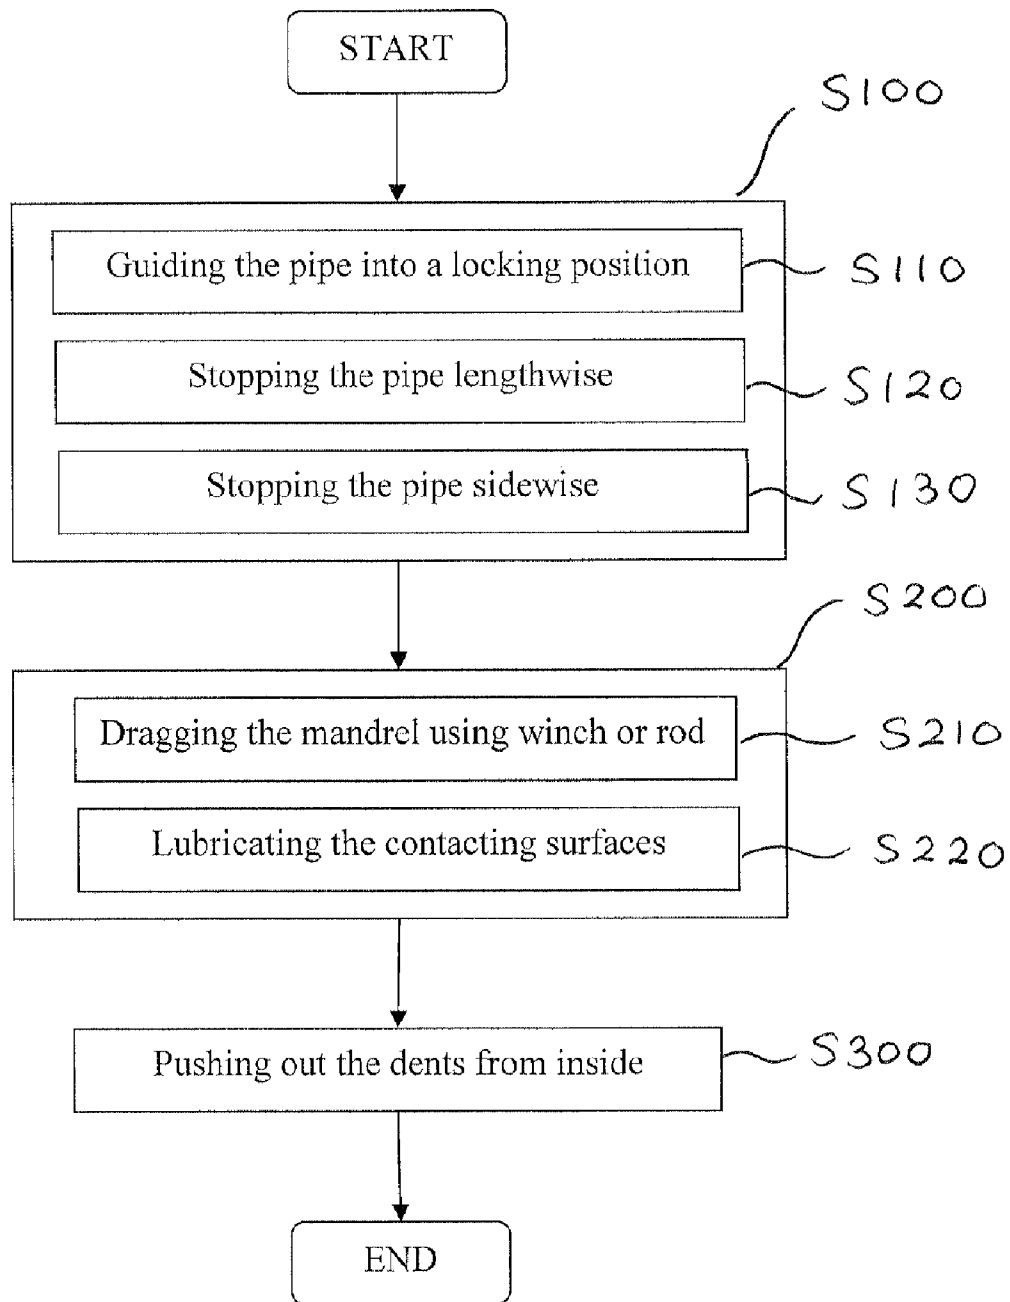 START
S100
Guiding the pipe into a locking position
S110
Stopping the pipe lengthwise
S120
Stopping the pipe sidewise
S130
S200
Dragging the mandrel using winch or rod
S210
Lubricating the contacting surfaces
S220
Pushing out the dents from inside
S300
END